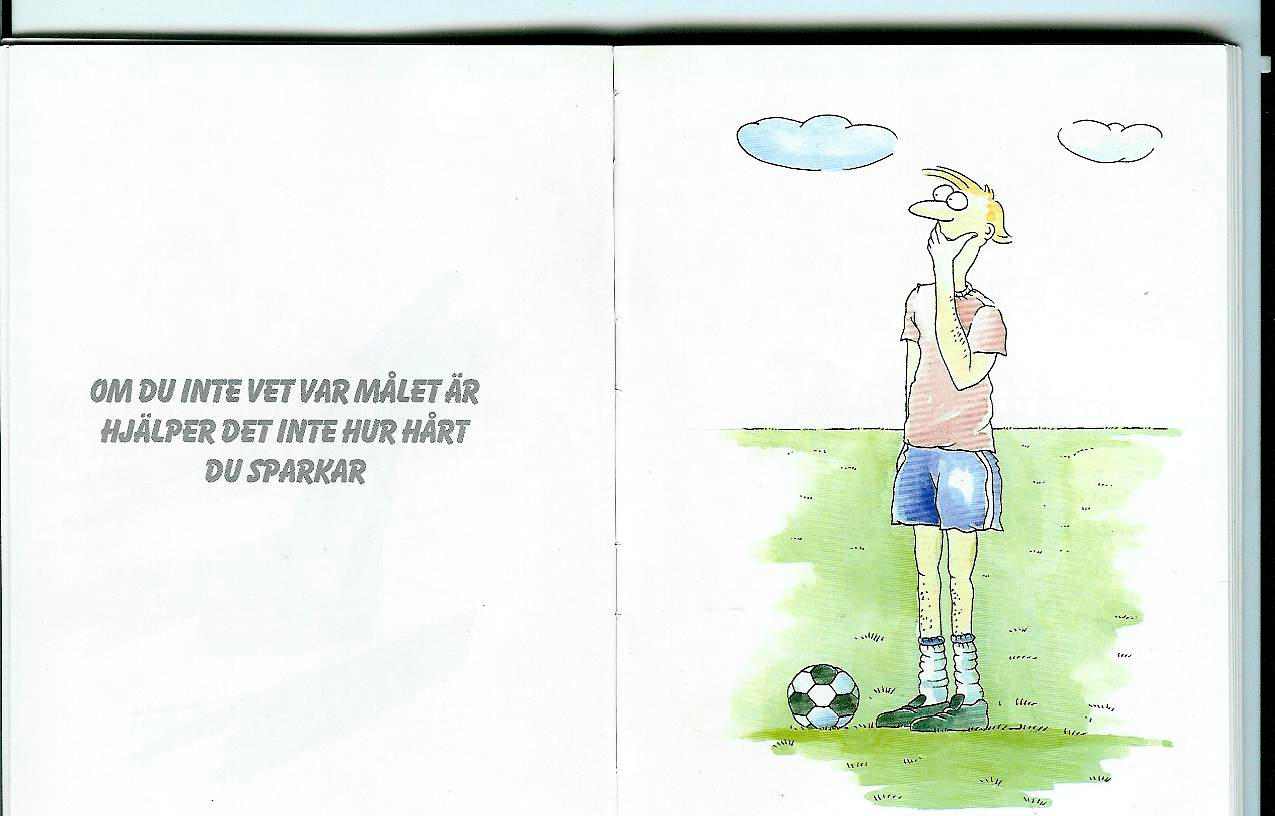 OM DU INTE VET VAR MÅLET ÄR
HJÄLPER DET INTE HUR HÅRT
DU SPARKAR